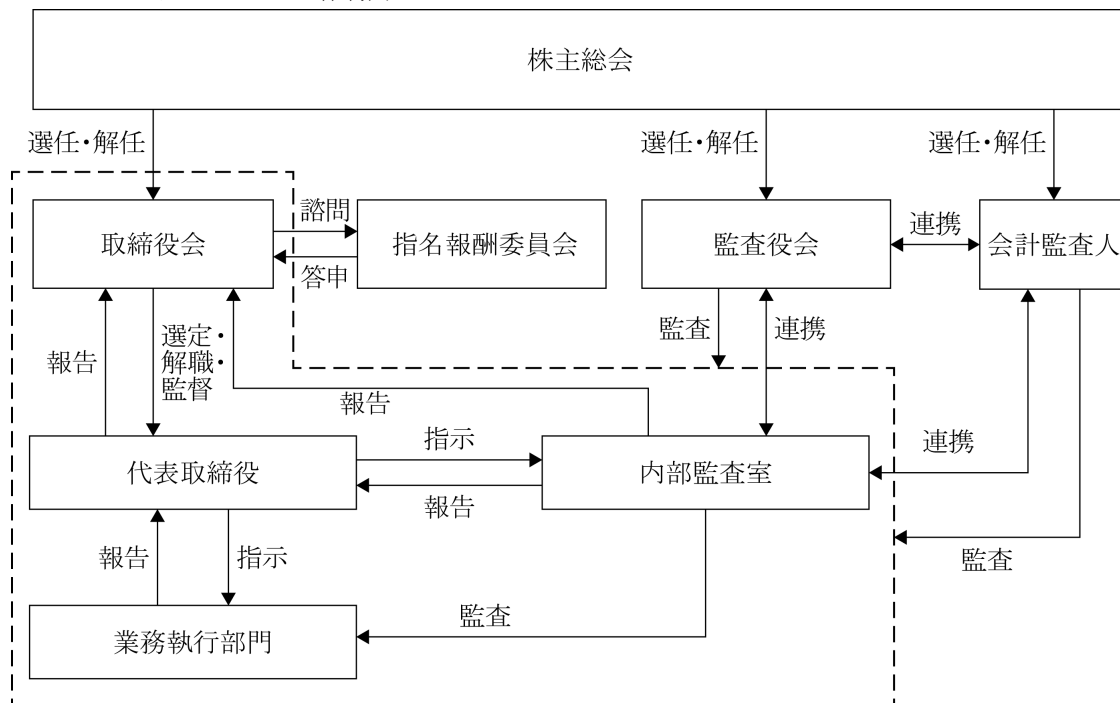 株主総会
選任・解任
選任・解任
選任・解任
取締役会
諮問
答申
指名報酬委員会
監査役会
連携
会計監査人
報告
選定・
解職・
監督
監査
連携
報告
代表取締役
指示
報告
内部監査室
連携
報告
指示
監査
監査
業務執行部門